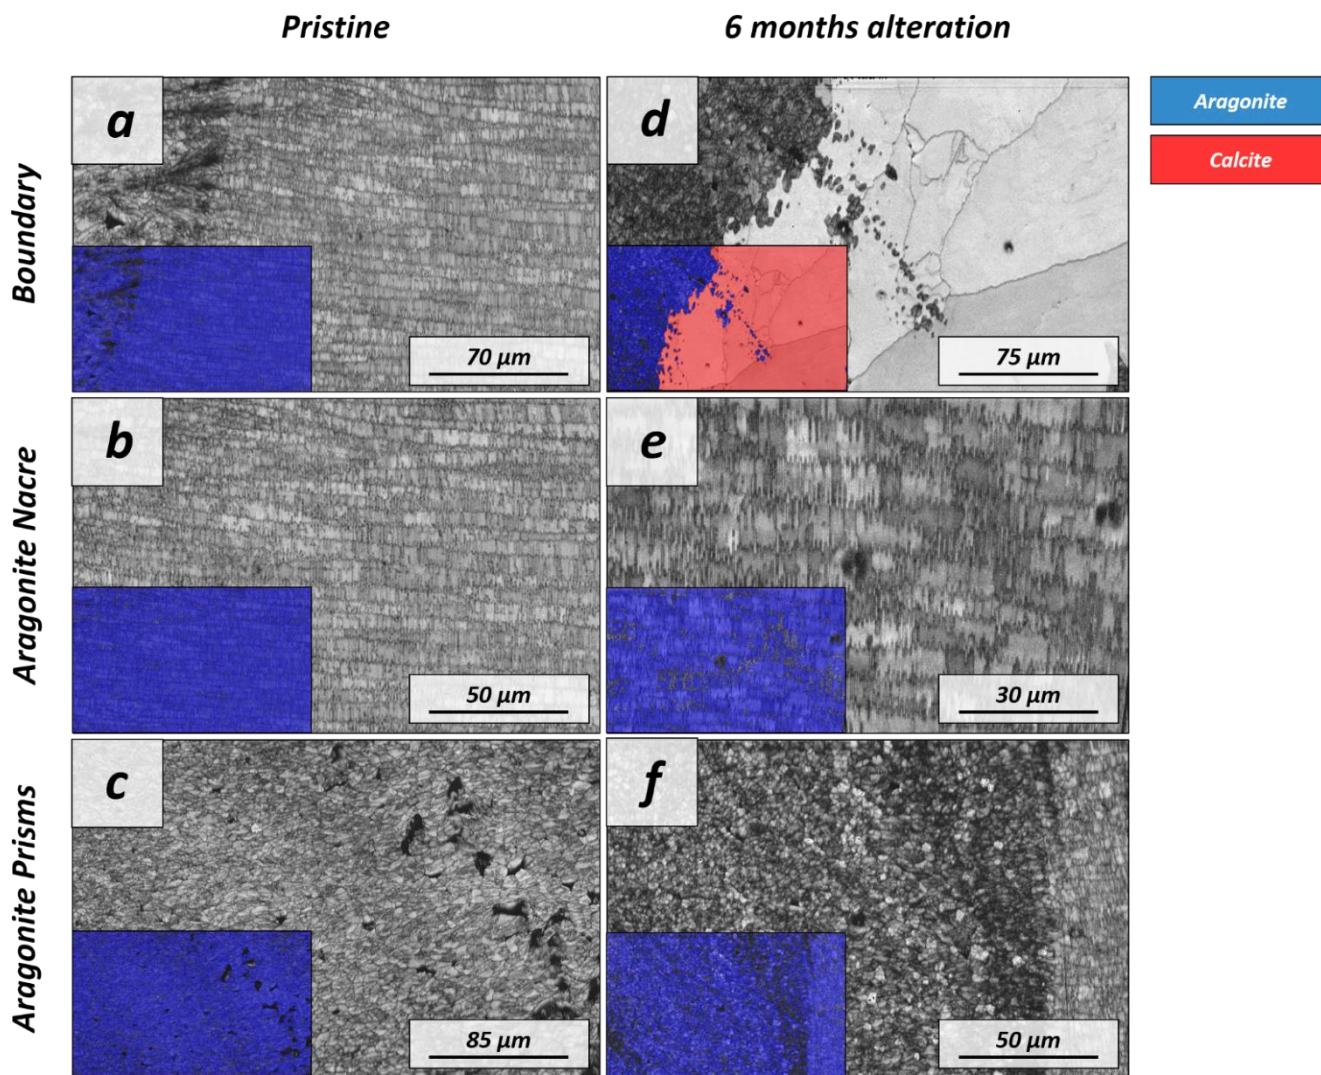 Pristine
6 months alteration
Boundary
a
70 µm
d
75 µm
Aragonite
Calcite
Aragonite Nacre
b
50 µm
e
30 µm
Aragonite Prisms
c
85 µm
f
50 µm